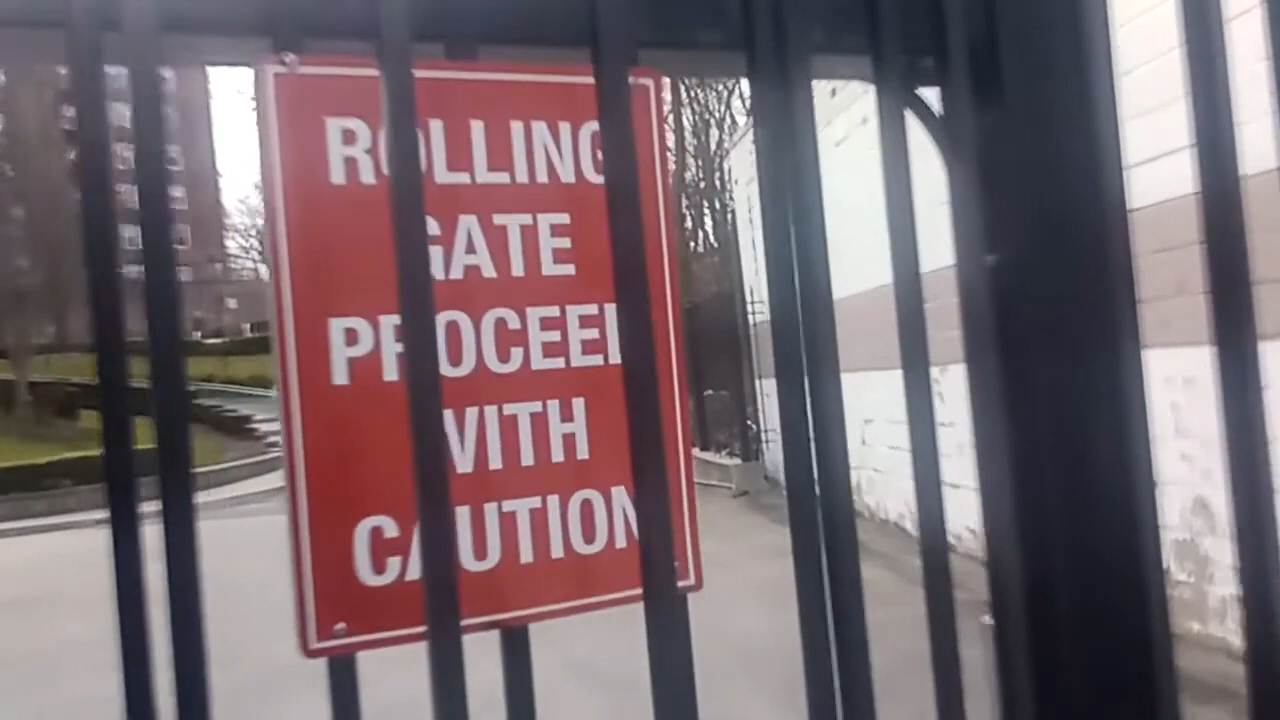 ROLLING
GATE
PROCEED
WITH
CAUTION